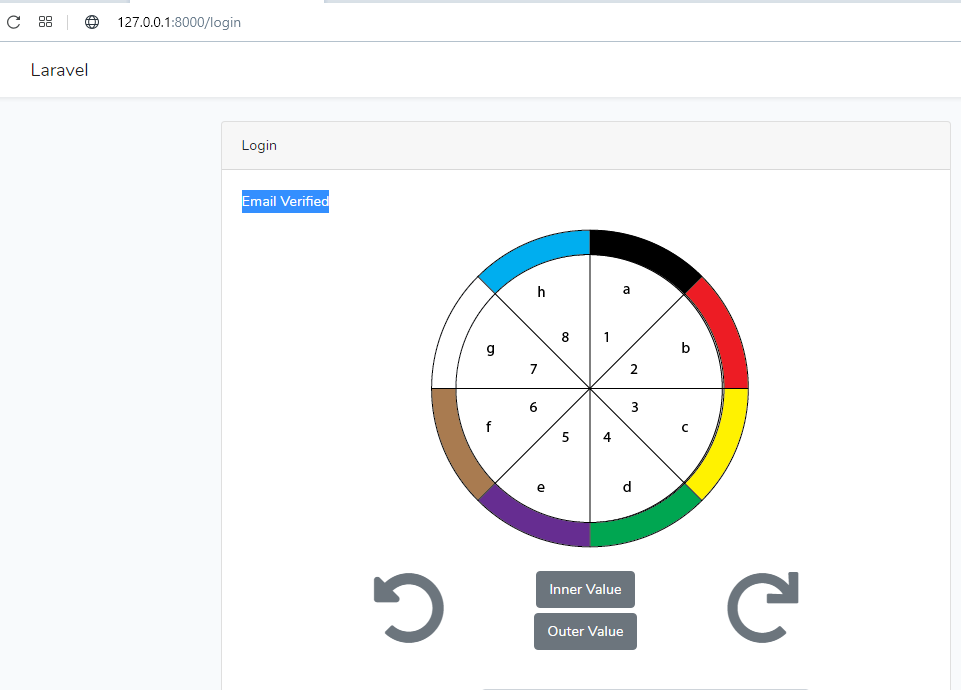 127.0.0.1:8000/login
Laravel
Login
Email Verified
h a
g 8 1 b
7 2
6 3
f 5 4 c
e d
Inner Value
Outer Value